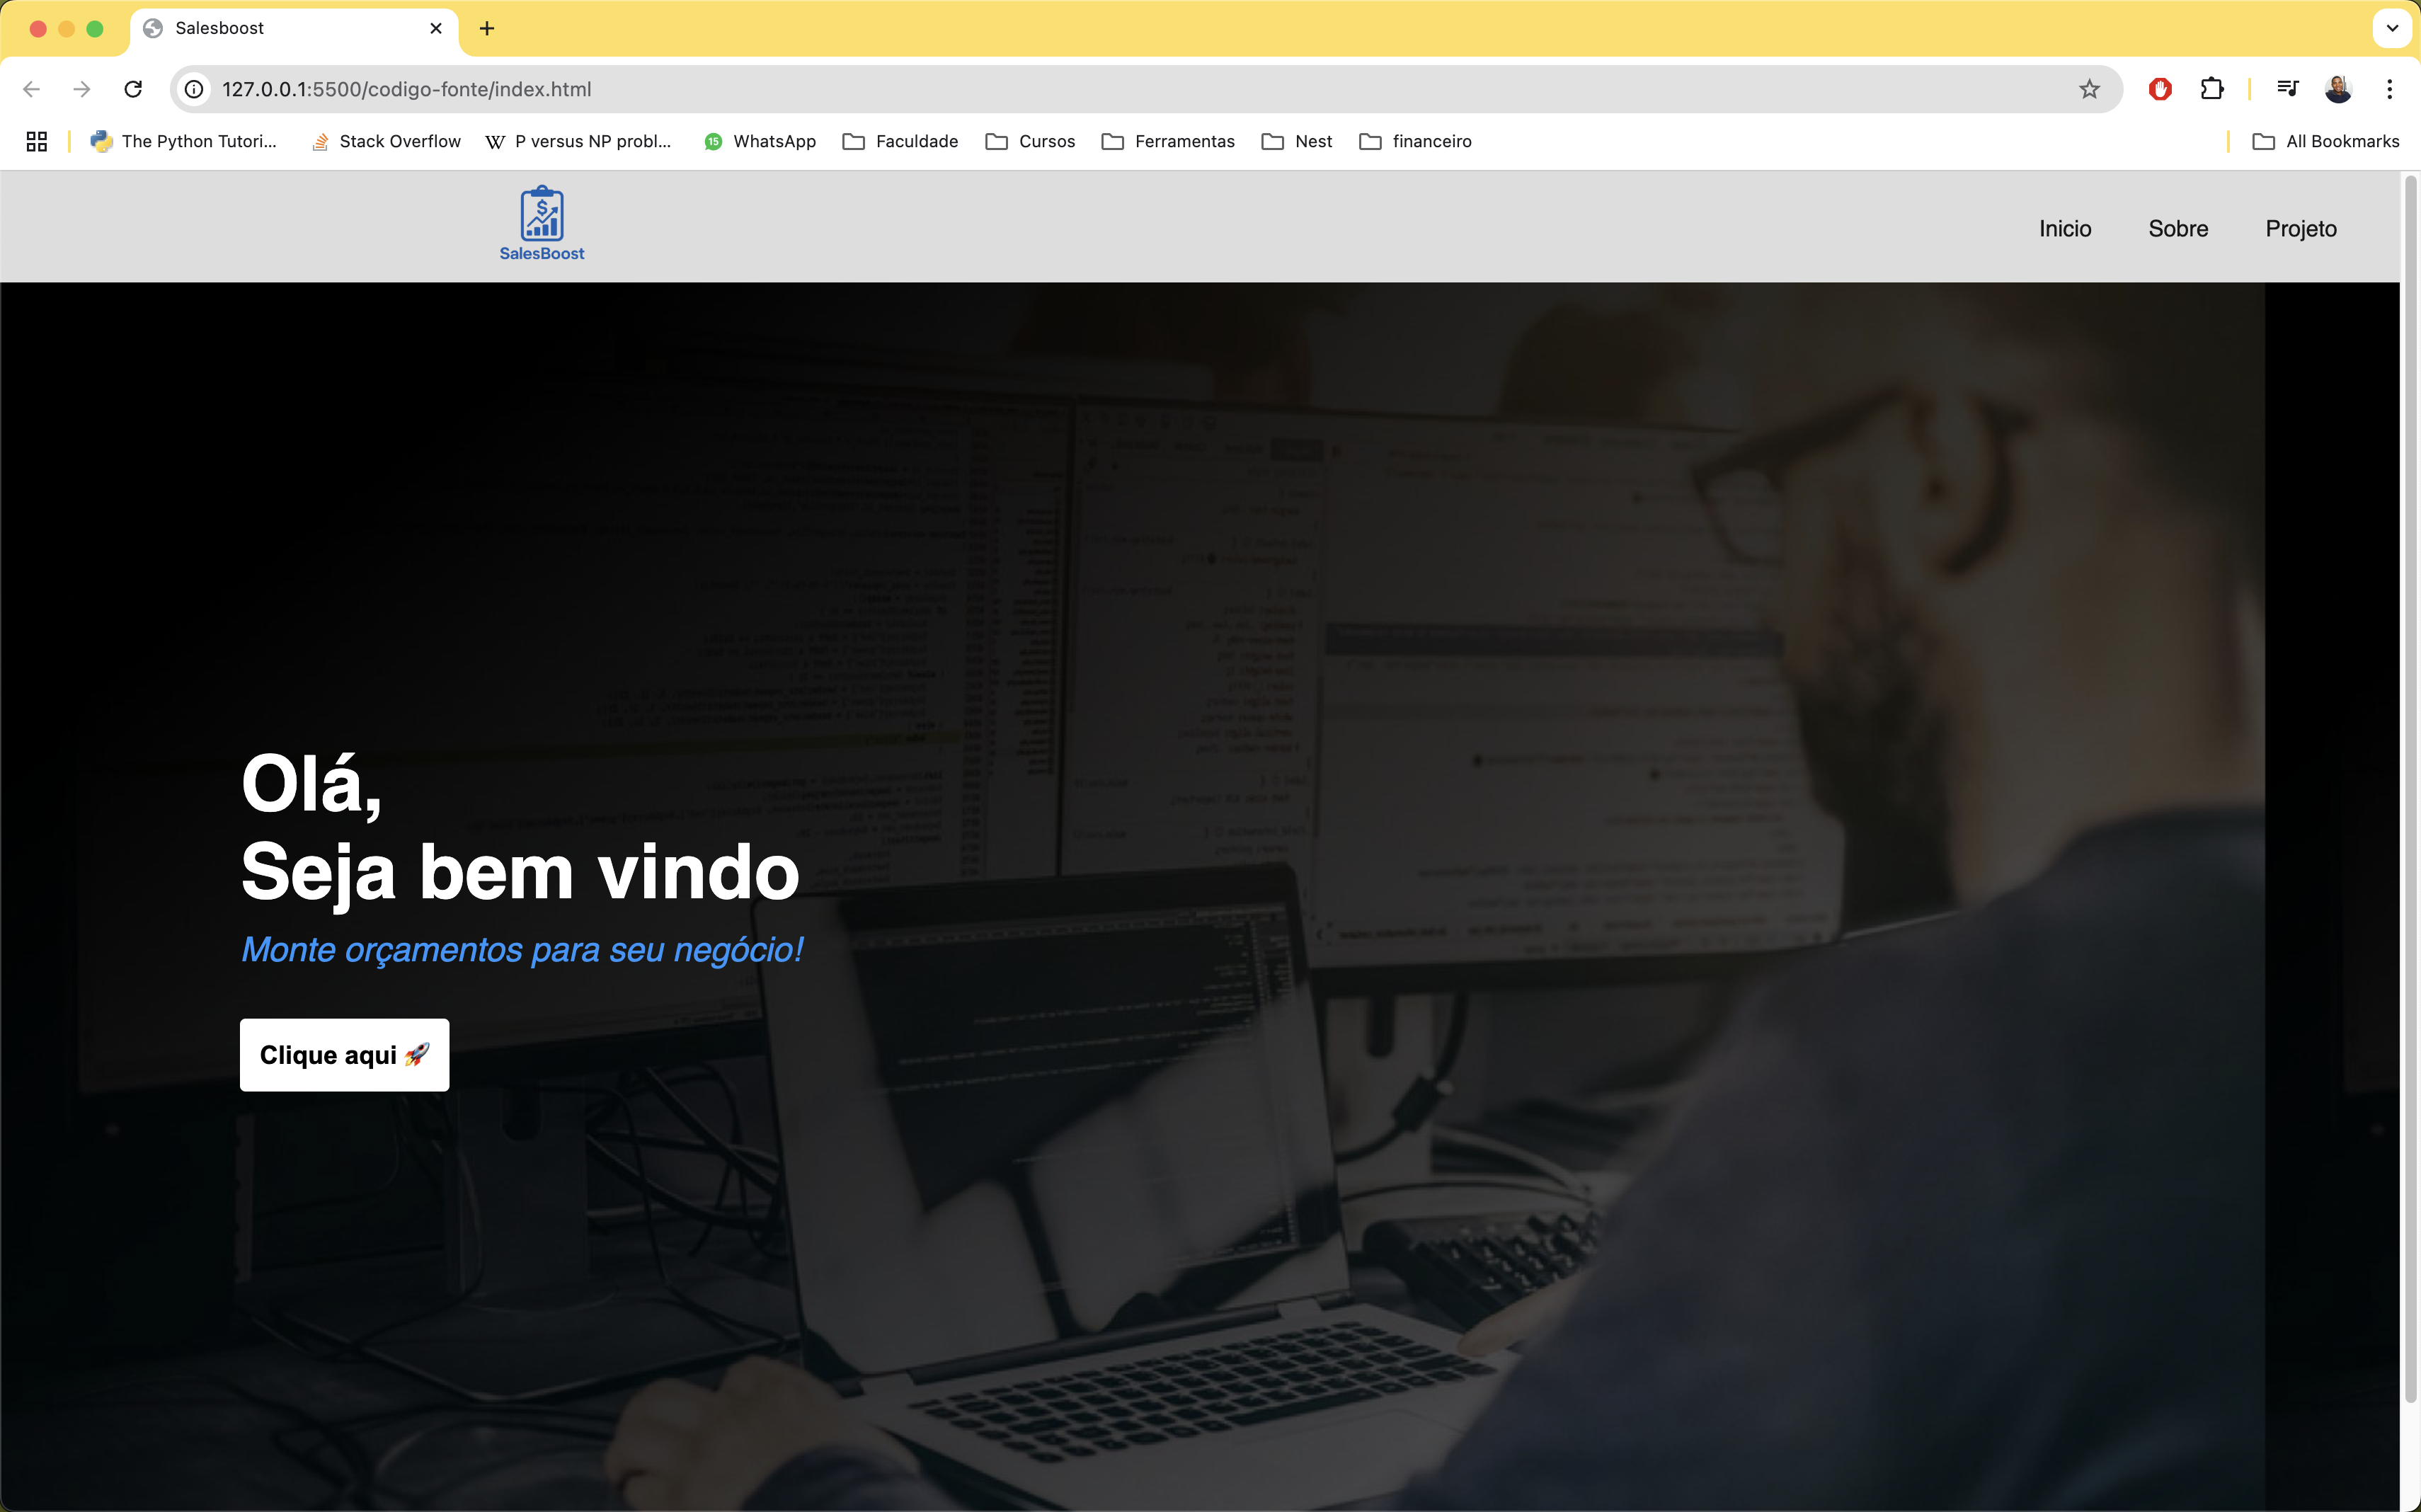 Salesboost
127.0.0.1:5500/codigo-fonte/index.html
The Python Tutori...
Stack Overflow
W P versus NP probl...
15 WhatsApp
Faculdade
Cursos
Ferramentas
Nest
financeiro
All Bookmarks
$
SalesBoost
Inicio
Sobre
Projeto
Olá,
Seja bem vindo
Monte orçamentos para seu negócio!
Clique aqui 🚀